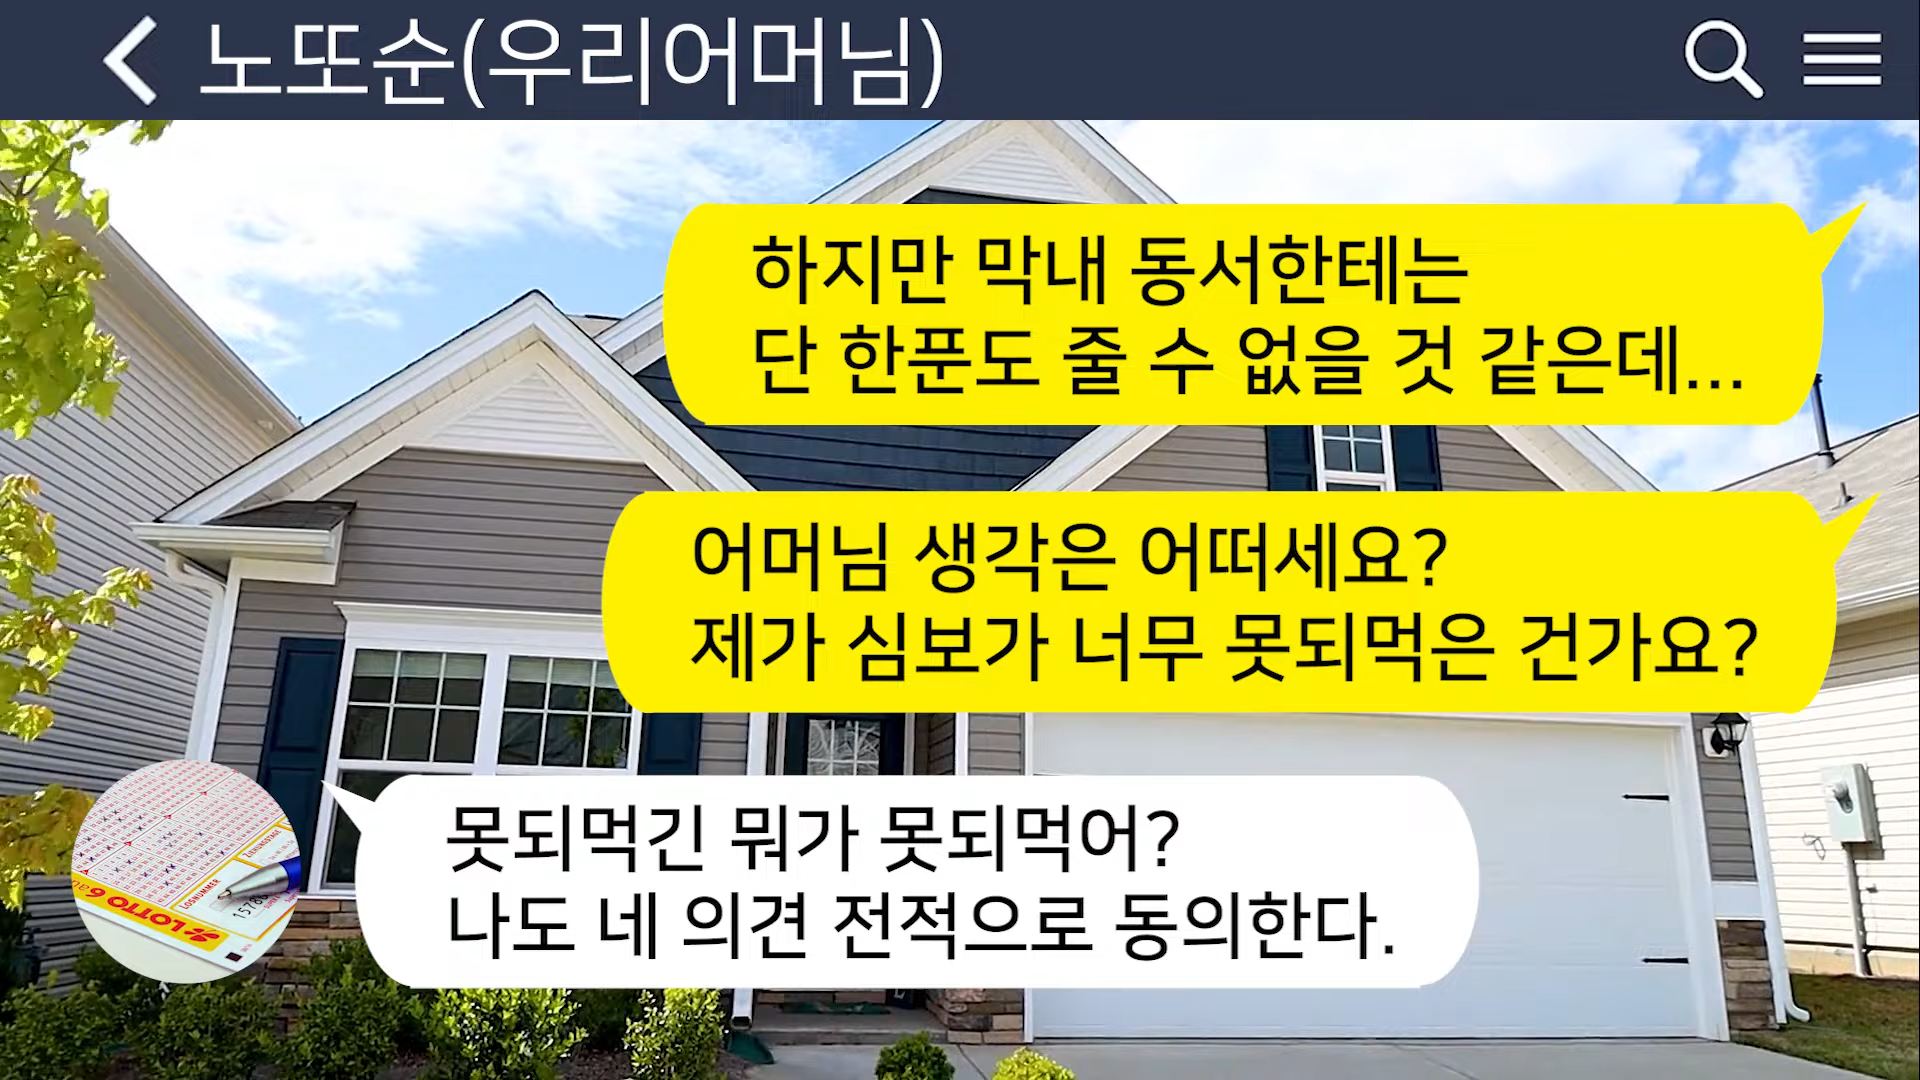 노또순(우리어머님)
하지만 막내 동서한테는
단 한푼도 줄 수 없을 것 같은데...
어머님 생각은 어떠세요?
제가 심보가 너무 못되먹은 건가요?
못되먹긴 뭐가 못되먹어?
나도 네 의견 전적으로 동의한다.
LOTTO 6
LOSNUMMER